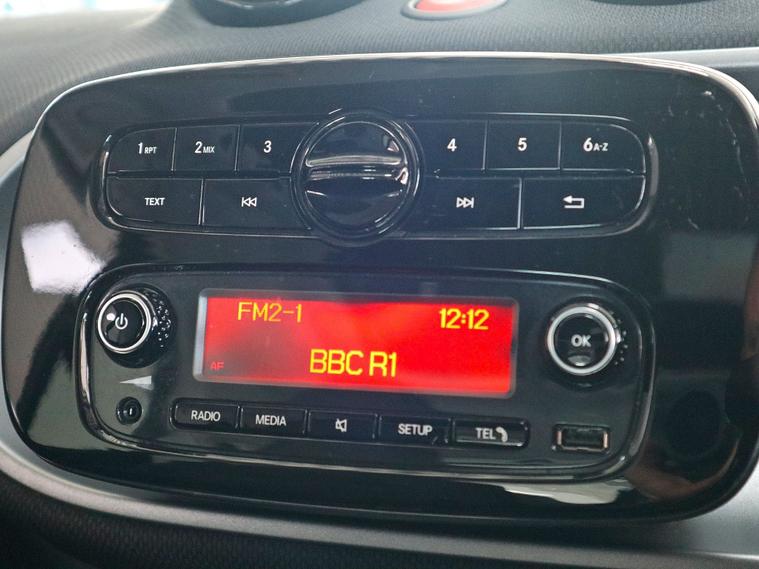 1 RPT 2 MIX 3 4 5 6 A-Z
TEXT
FM2-1 12:12
BBC R1
AF
OK
RADIO MEDIA SETUP TEL